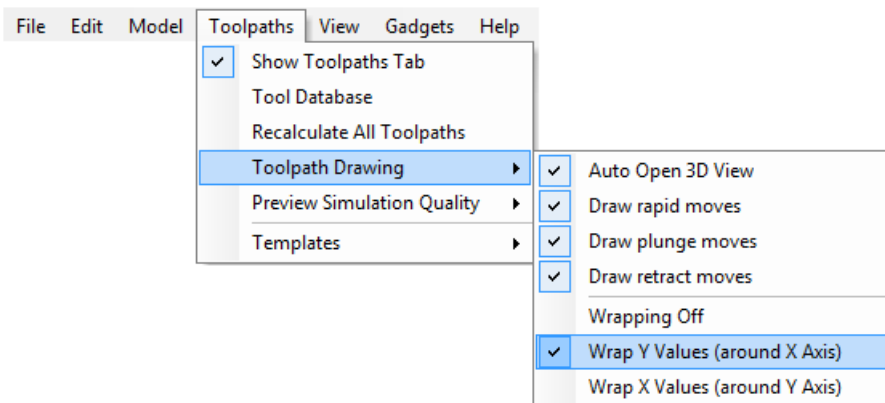 File Edit Model Toolpaths View Gadgets Help
Show Toolpaths Tab
Tool Database
Recalculate All Toolpaths
Toolpath Drawing
Preview Simulation Quality
Templates
Auto Open 3D View
Draw rapid moves
Draw plunge moves
Draw retract moves
Wrapping Off
Wrap Y Values (around X Axis)
Wrap X Values (around Y Axis)